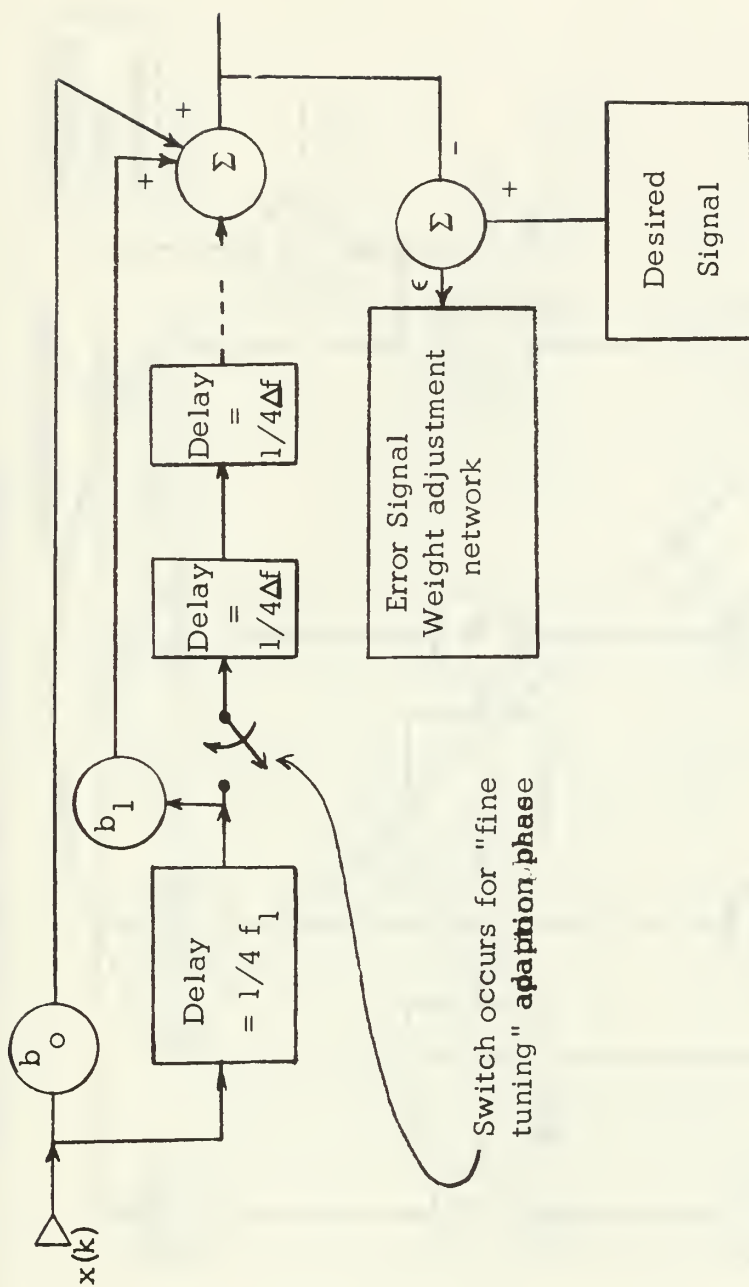 x(k)
b o
b 1
Delay
= 1/4 f 1
Delay
=
1/4Δf
Delay
=
1/4Δf
+
+
Σ
-
Σ
+
ϵ
Error Signal
Weight adjustment
network
Desired
Signal
Switch occurs for "fine
tuning" adaption phase